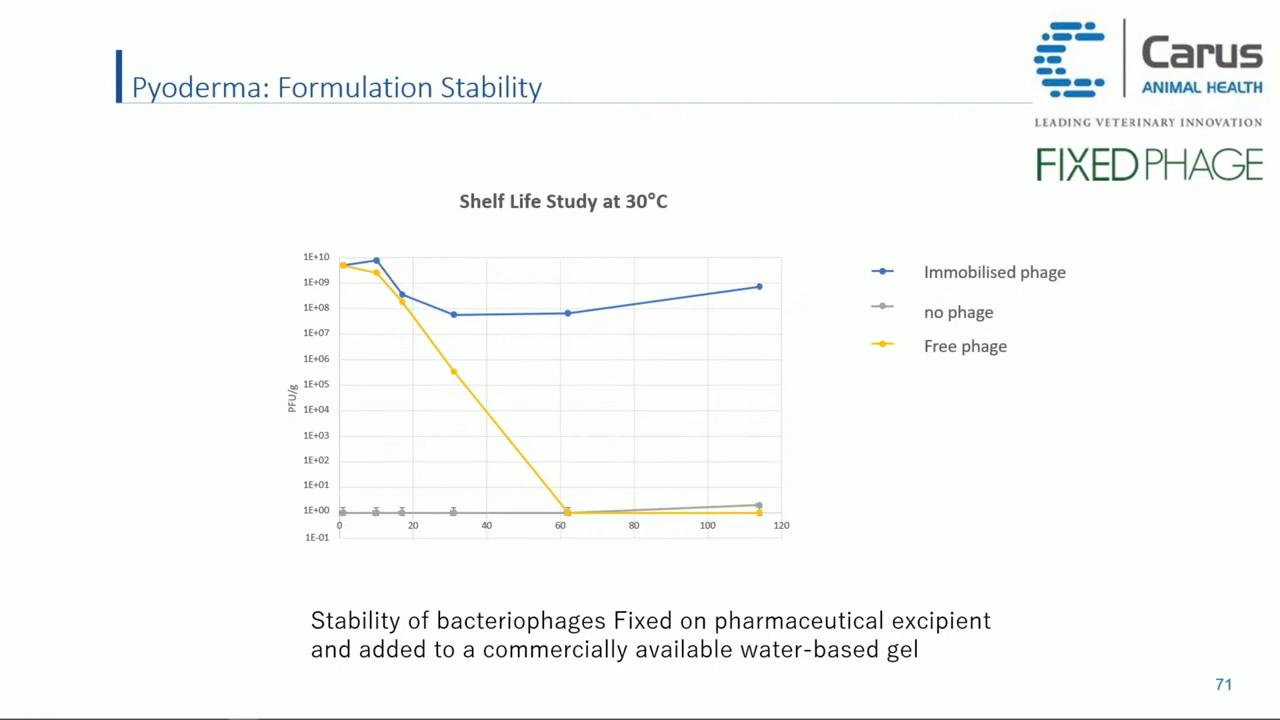 Pyoderma: Formulation Stability
Carus
ANIMAL HEALTH
LEADING VETERINARY INNOVATION
FIXEDPHAGE
Shelf Life Study at 30°C
1E+10
1E+09
1E+08
1E+07
1E+06
1E+05
1E+04
1E+03
1E+02
1E+01
1E+00
1E-01
PFU/g
0 20 40 60 80 100 120
Immobilised phage
no phage
Free phage
Stability of bacteriophages Fixed on pharmaceutical excipient
and added to a commercially available water-based gel
71